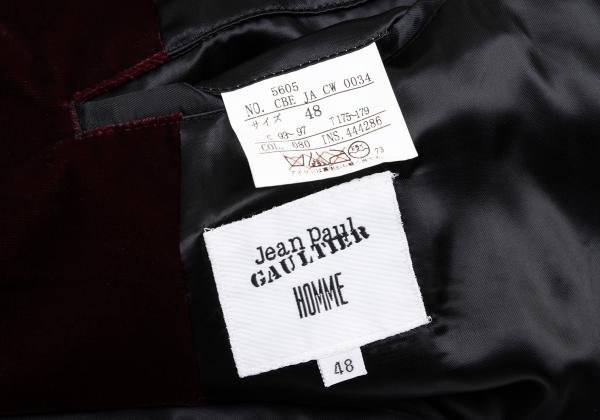 5605
NO. CBE JA CW 0034
サイズ 48
C 93~97 T175~179
COL. 080 INS.444286
73
Jean Paul
GAULTIER
HOMME
48